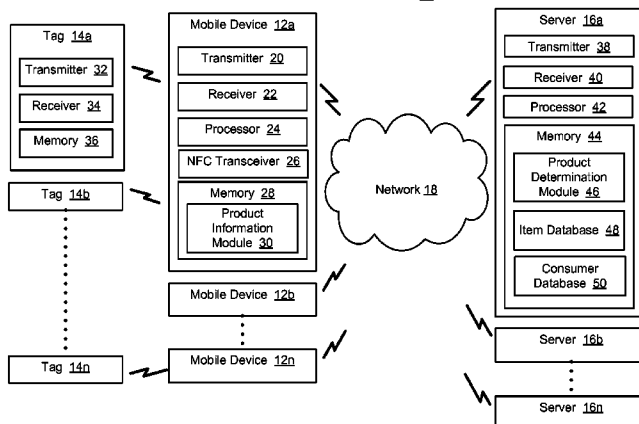 Tag 14a
Transmitter 32
Receiver 34
Memory 36
Tag 14b
Tag 14n
Mobile Device 12a
Transmitter 20
Receiver 22
Processor 24
NFC Transceiver 26
Memory 28
Product
Information
Module 30
Mobile Device 12b
Mobile Device 12n
Network 18
Server 16a
Transmitter 38
Receiver 40
Processor 42
Memory 44
Product
Determination
Module 46
Item Database 48
Consumer
Database 50
Server 16b
Server 16n